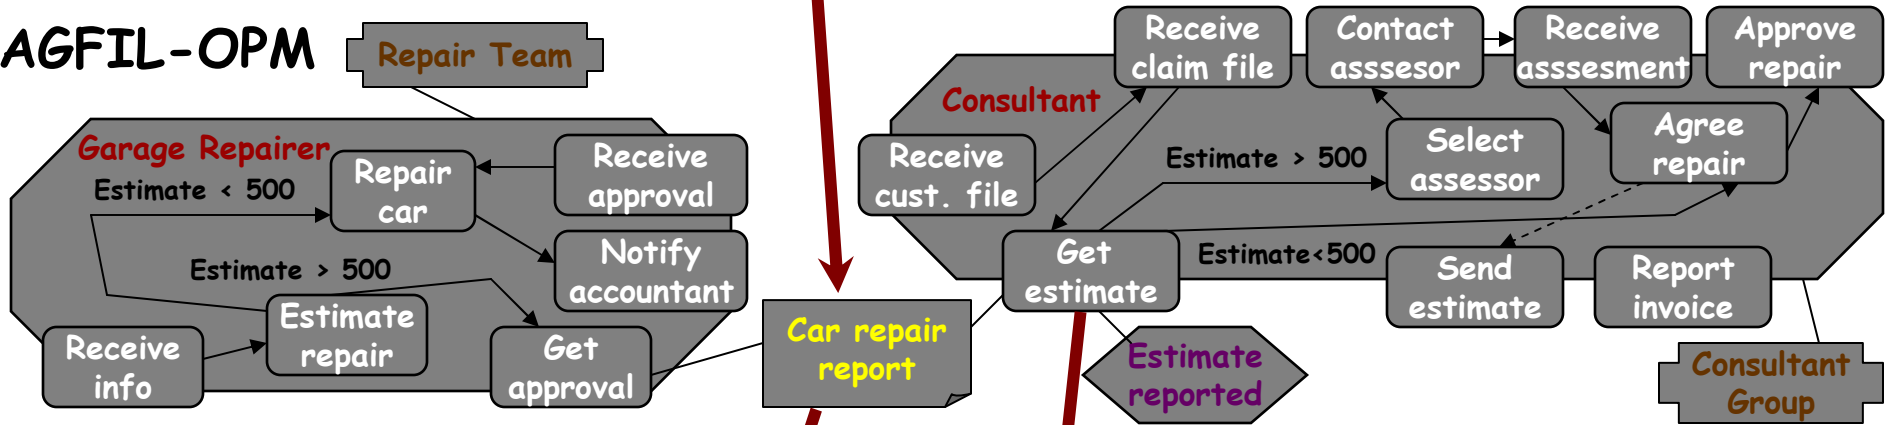 AGFIL-OPM
Repair Team
Garage Repairer
Estimate < 500
Repair
car
Receive
approval
Notify
accountant
Estimate > 500
Estimate
repair
Receive
info
Get
approval
Car repair
report
Consultant
Receive
claim file
Contact
asssesor
Receive
asssesment
Approve
repair
Receive
cust. file
Estimate > 500
Select
assessor
Agree
repair
Get
estimate
Estimate<500
Send
estimate
Report
invoice
Estimate
reported
Consultant
Group